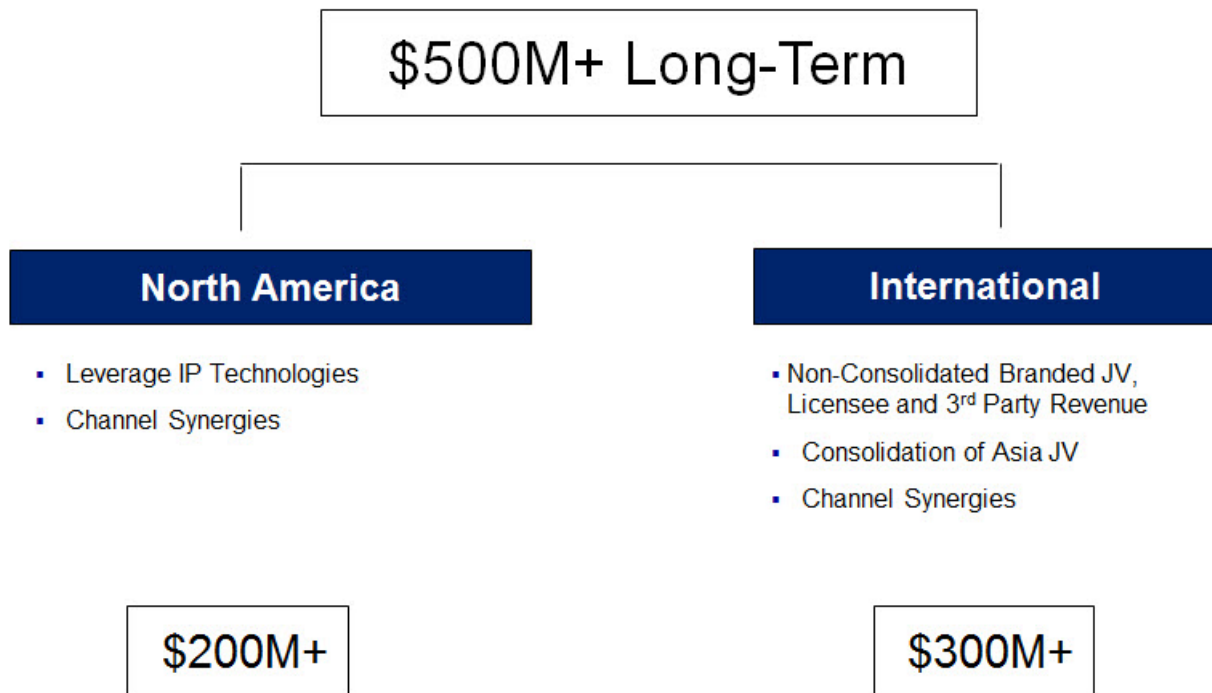 $500M+ Long-Term
North America
▪ Leverage IP Technologies
▪ Channel Synergies
$200M+
International
▪ Non-Consolidated Branded JV,
Licensee and 3rd Party Revenue
▪ Consolidation of Asia JV
▪ Channel Synergies
$300M+